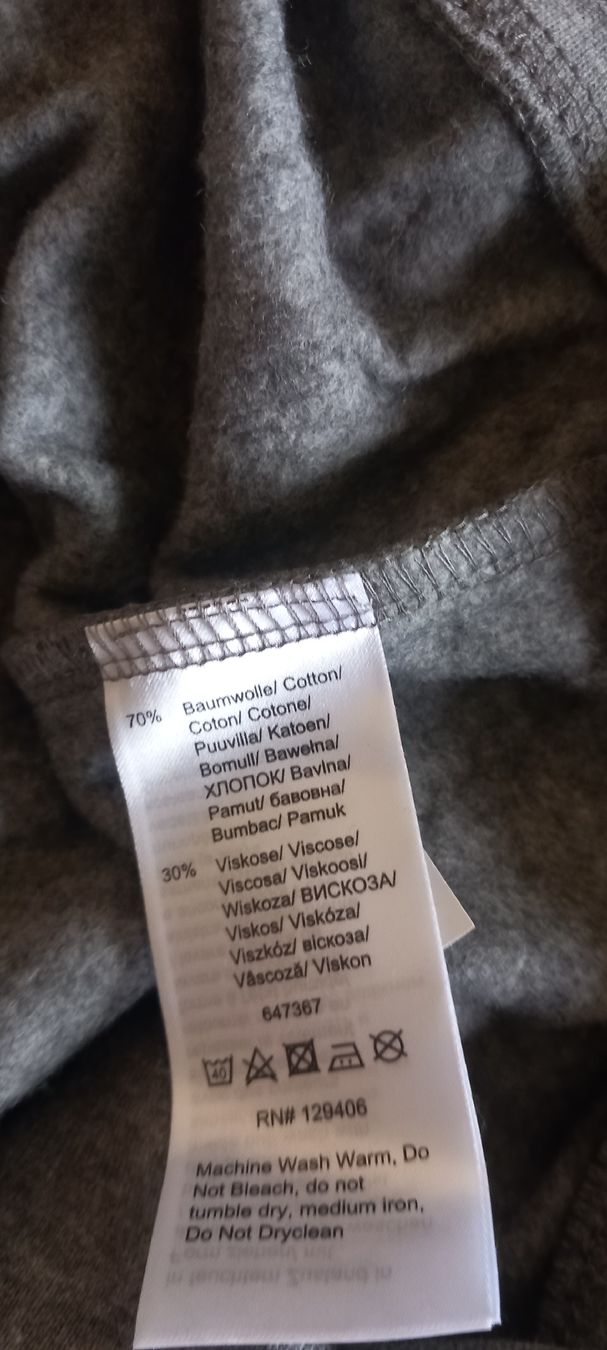 70% Baumwolle/ Cotton/
Coton/ Cotone/
Puuvilla/ Katoen/
Bomull/ Bawełna/
ХЛОПОК/ Bavlna/
Pamut/ бавовна/
Bumbac/ Pamuk
30% Viskose/ Viscose/
Viscosa/ Viskoosi/
Wiskoza/ ВИСКОЗА/
Viskos/ Viskóza/
Viszkóz/ віскоза/
Vâscoză/ Viskon
647367
40
RN# 129406
Machine Wash Warm, Do
Not Bleach, do not
tumble dry, medium iron,
Do Not Dryclean